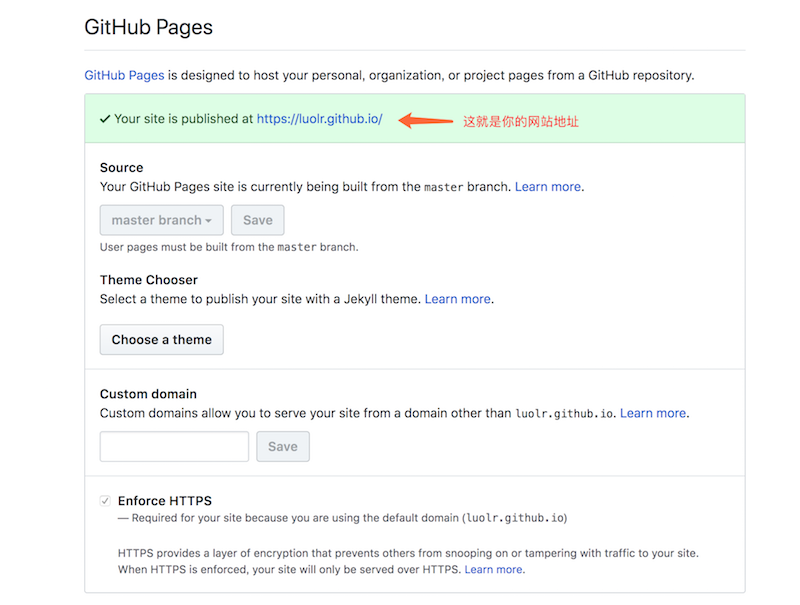 GitHub Pages
GitHub Pages is designed to host your personal, organization, or project pages from a GitHub repository.
✓ Your site is published at https://luolr.github.io/ 这就是你的网站地址
Source
Your GitHub Pages site is currently being built from the master branch. Learn more.
master branch Save
User pages must be built from the master branch.
Theme Chooser
Select a theme to publish your site with a Jekyll theme. Learn more.
Choose a theme
Custom domain
Custom domains allow you to serve your site from a domain other than luolr.github.io. Learn more.
Save
Enforce HTTPS
— Required for your site because you are using the default domain (luolr.github.io)
HTTPS provides a layer of encryption that prevents others from snooping on or tampering with traffic to your site.
When HTTPS is enforced, your site will only be served over HTTPS. Learn more.